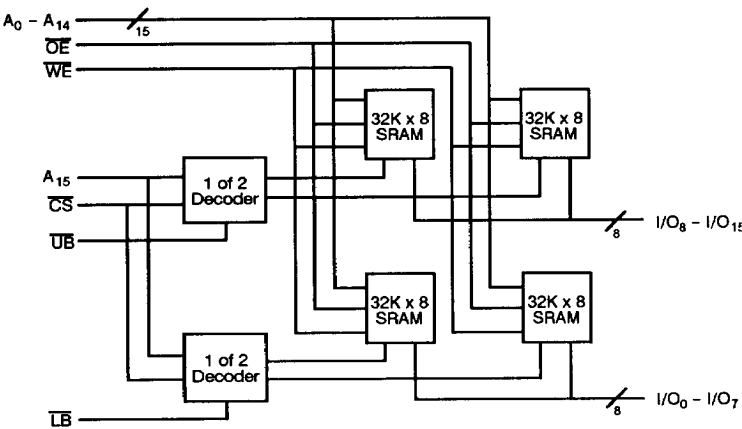 A0 – A14
15
OE
WE
32K x 8
SRAM
32K x 8
SRAM
A15
CS
UB
1 of 2
Decoder
8
I/O8 – I/O15
32K x 8
SRAM
32K x 8
SRAM
1 of 2
Decoder
LB
8
I/O0 – I/O7